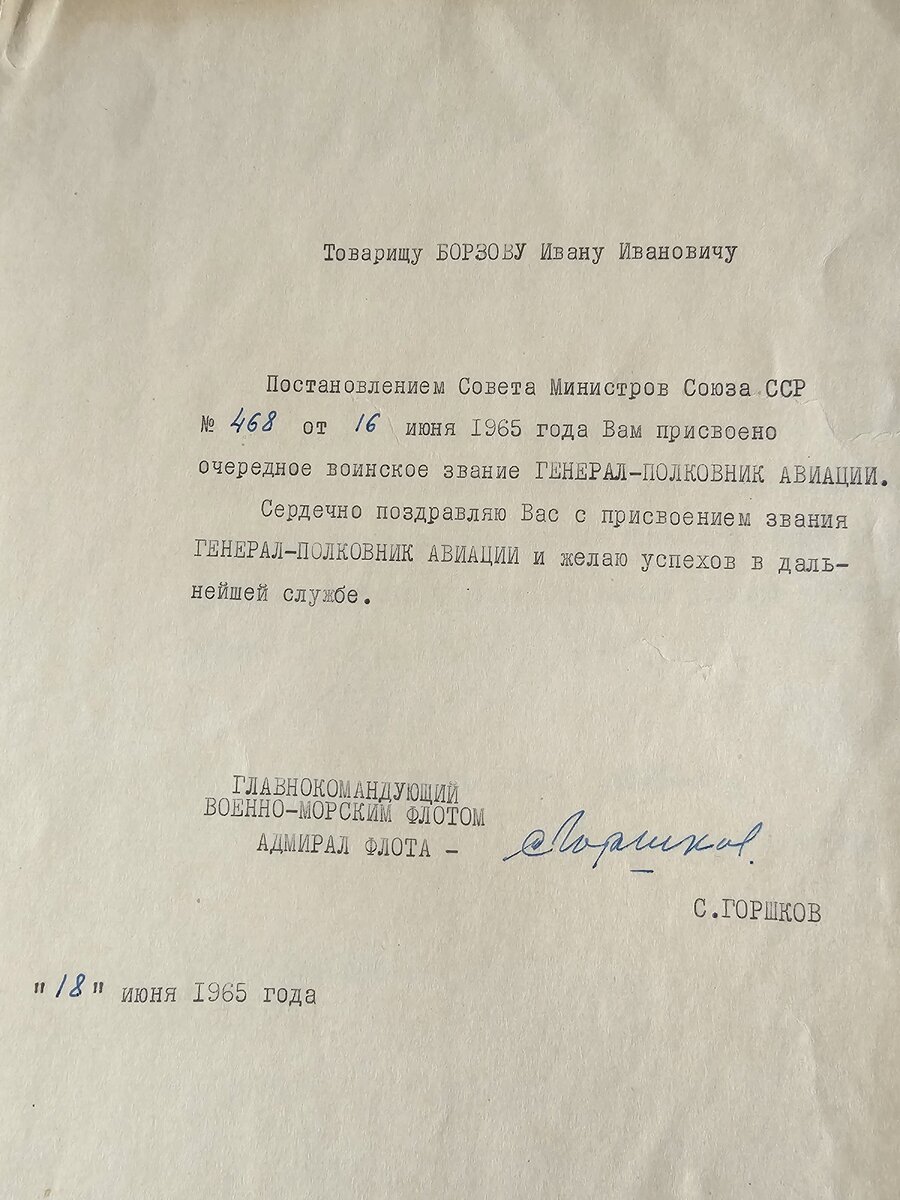 Товарищу БОРЗОВУ Ивану Ивановичу
Постановлением Совета Министров Союза ССР
№ 468 от 16 июня 1965 года Вам присвоено
очередное воинское звание ГЕНЕРАЛ-ПОЛКОВНИК АВИАЦИИ.
Сердечно поздравляю Вас с присвоением звания
ГЕНЕРАЛ-ПОЛКОВНИК АВИАЦИИ и желаю успехов в даль-
нейшей службе.
ГЛАВНОКОМАНДУЮЩИЙ
ВОЕННО-МОРСКИМ ФЛОТОМ
АДМИРАЛ ФЛОТА - СГоршков.
С.ГОРШКОВ
"18" июня 1965 года